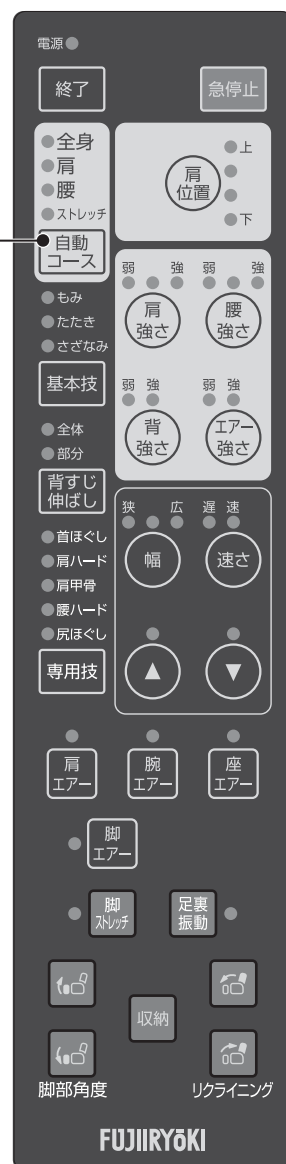 電源
終了
急停止
全身
肩
腰
ストレッチ
自動
コース
上
肩
位置
下
弱 強 弱 強
肩
強さ
腰
強さ
弱 強 弱 強
背
強さ
エアー
強さ
もみ
たたき
さざなみ
基本技
全体
部分
背すじ
伸ばし
狭 広 遅 速
幅
速さ
首ほぐし
肩ハード
肩甲骨
腰ハード
尻ほぐし
専用技
▲
▼
肩
エアー
腕
エアー
座
エアー
脚
エアー
脚
ストレッチ
足裏
振動
収納
脚部角度
リクライニング
FUJIIRYōKI